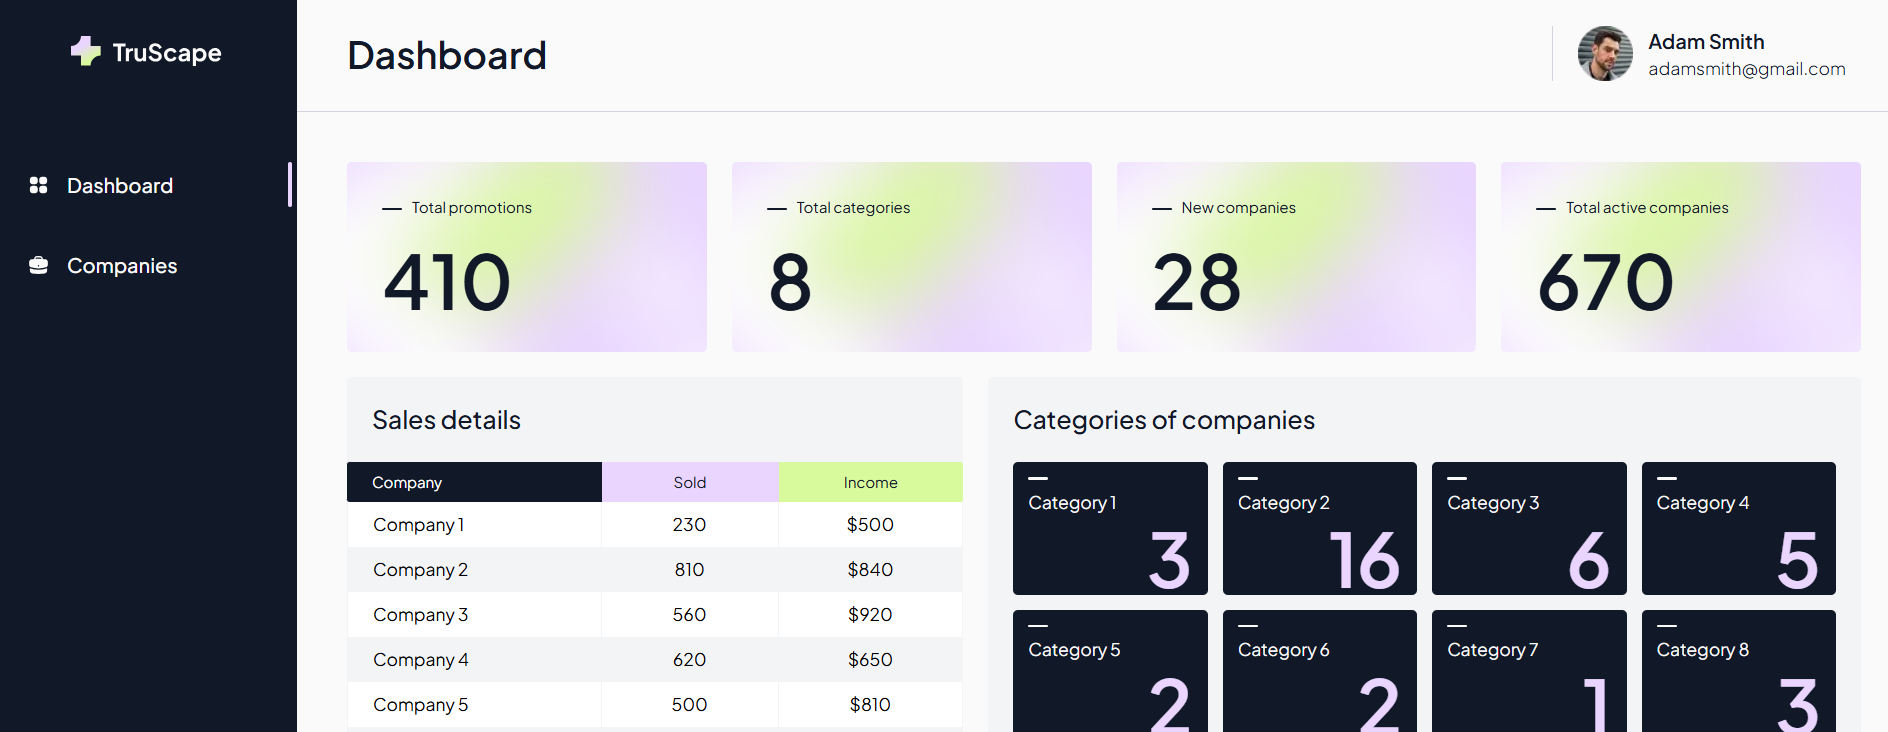 TruScape
Dashboard
Adam Smith
adamsmith@gmail.com
Dashboard
Companies
Total promotions
410
Total categories
8
New companies
28
Total active companies
670
Sales details
Company Sold Income
Company 1 230 $500
Company 2 810 $840
Company 3 560 $920
Company 4 620 $650
Company 5 500 $810
Categories of companies
Category 1
3
Category 2
16
Category 3
6
Category 4
5
Category 5
2
Category 6
2
Category 7
1
Category 8
3